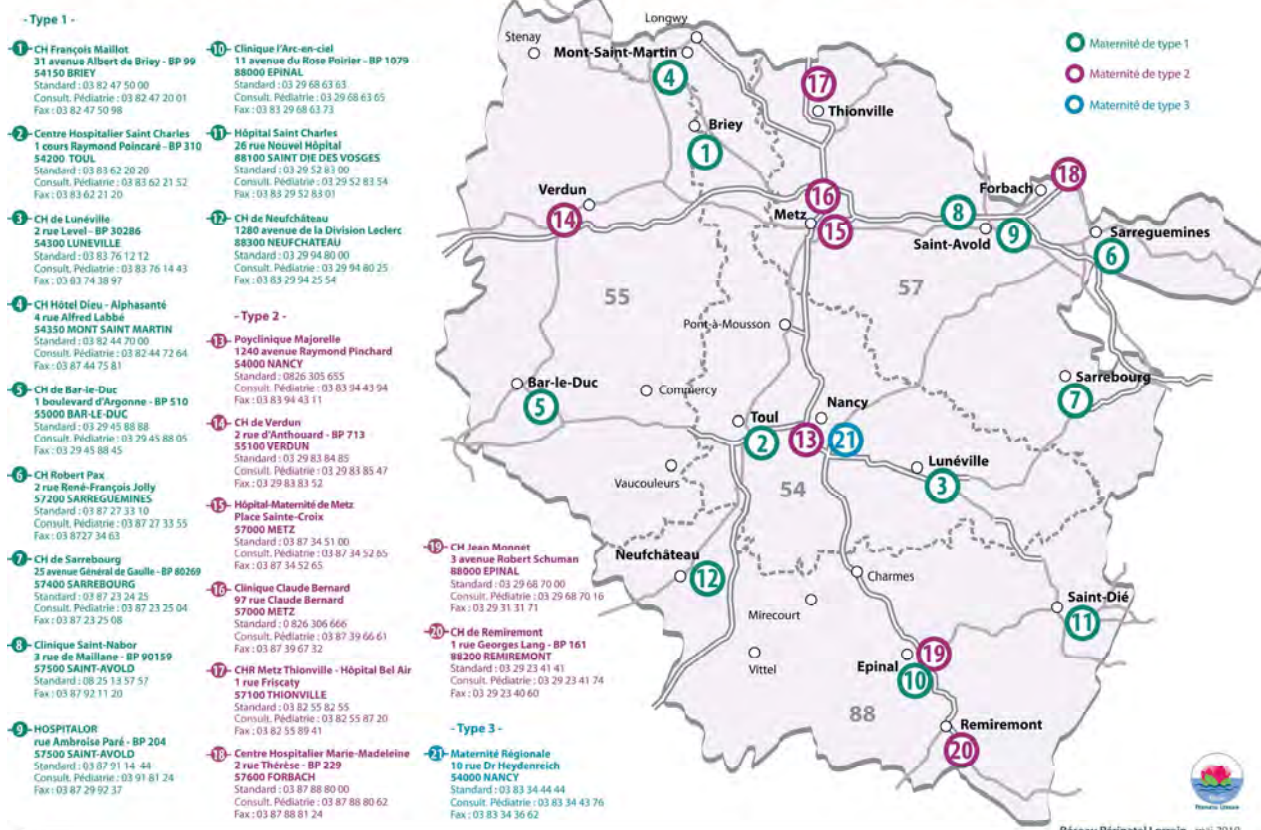 - Type 1 -
1 CH François Maillot
31 avenue Albert de Briey - BP 99
54150 BRIEY
Standard : 03 82 47 50 00
Consult. Pédiatrie : 03 82 47 20 01
Fax : 03 82 47 50 98
2 Centre Hospitalier Saint Charles
1 cours Raymond Poincaré - BP 310
54200 TOUL
Standard : 03 83 62 20 20
Consult. Pédiatrie : 03 83 62 21 52
Fax : 03 83 62 21 20
3 CH de Lunéville
2 rue Level - BP 30286
54300 LUNEVILLE
Standard : 03 83 76 12 12
Consult. Pédiatrie : 03 83 76 14 43
Fax : 03 83 74 38 97
4 CH Hôtel Dieu - Alphasanté
4 rue Alfred Labbé
54350 MONT SAINT MARTIN
Standard : 03 82 44 70 00
Consult. Pédiatrie : 03 82 44 72 64
Fax : 03 87 44 75 81
5 CH de Bar-le-Duc
1 boulevard d'Argonne - BP 510
55000 BAR-LE-DUC
Standard : 03 29 45 88 88
Consult. Pédiatrie : 03 29 45 88 05
Fax : 03 29 45 88 45
6 CH Robert Pax
2 rue René-François Jolly
57200 SARREGUEMINES
Standard : 03 87 27 33 10
Consult. Pédiatrie : 03 87 27 33 55
Fax : 03 8727 34 63
7 CH de Sarrebourg
25 avenue Général de Gaulle - BP 80269
57400 SARREBOURG
Standard : 03 87 23 24 25
Consult. Pédiatrie : 03 87 23 25 04
Fax : 03 87 23 25 08
8 Clinique Saint-Nabor
3 rue de Maillane - BP 90159
57500 SAINT-AVOLD
Standard : 08 25 13 57 57
Fax : 03 87 92 11 20
9 HOSPITALOR
rue Ambroise Paré - BP 204
57500 SAINT-AVOLD
Standard : 03 87 91 14 44
Consult. Pédiatrie : 03 91 81 24
Fax : 03 87 29 92 37
10 Clinique l'Arc-en-ciel
11 avenue du Rose Poirier - BP 1079
88000 EPINAL
Standard : 03 29 68 63 63
Consult. Pédiatrie : 03 29 68 63 65
Fax : 03 83 29 68 63 73
11 Hôpital Saint Charles
26 rue Nouvel Hôpital
88100 SAINT DIE DES VOSGES
Standard : 03 29 52 83 00
Consult. Pédiatrie : 03 29 52 83 54
Fax : 03 83 29 52 83 01
12 CH de Neufchâteau
1280 avenue de la Division Leclerc
88300 NEUFCHATEAU
Standard : 03 29 94 80 00
Consult. Pédiatrie : 03 29 94 80 25
Fax : 03 83 29 94 25 54
- Type 2 -
13 Poyclinique Majorelle
1240 avenue Raymond Pinchard
54000 NANCY
Standard : 0826 305 655
Consult. Pédiatrie : 03 83 94 43 94
Fax : 03 83 94 43 11
14 CH de Verdun
2 rue d'Anthouard - BP 713
55100 VERDUN
Standard : 03 29 83 84 85
Consult. Pédiatrie : 03 29 83 85 47
Fax : 03 29 83 83 52
15 Hôpital-Maternité de Metz
Place Sainte-Croix
57000 METZ
Standard : 03 87 34 51 00
Consult. Pédiatrie : 03 87 34 52 65
Fax : 03 87 34 52 65
16 Clinique Claude Bernard
97 rue Claude Bernard
57000 METZ
Standard : 0 826 306 666
Consult. Pédiatrie : 03 87 39 66 61
Fax : 03 87 39 67 32
17 CHR Metz Thionville - Hôpital Bel Air
1 rue Friscaty
57100 THIONVILLE
Standard : 03 82 55 82 55
Consult. Pédiatrie : 03 82 55 87 20
Fax : 03 82 55 89 41
18 Centre Hospitalier Marie-Madeleine
2 rue Thérèse - BP 229
57600 FORBACH
Standard : 03 87 88 80 00
Consult. Pédiatrie : 03 87 88 80 62
Fax : 03 87 88 81 24
19 CH Jean Monnet
3 avenue Robert Schuman
88000 EPINAL
Standard : 03 29 68 70 00
Consult. Pédiatrie : 03 29 68 70 16
Fax : 03 29 31 31 71
20 CH de Remiremont
1 rue Georges Lang - BP 161
88200 REMIREMONT
Standard : 03 29 23 41 41
Consult. Pédiatrie : 03 29 23 41 74
Fax : 03 29 23 40 60
- Type 3 -
21 Maternité Régionale
10 rue Dr Heydenreich
54000 NANCY
Standard : 03 83 34 44 44
Consult. Pédiatrie : 03 83 34 43 76
Fax : 03 83 34 36 62
Maternité de type 1
Maternité de type 2
Maternité de type 3
Longwy
Stenay
Mont-Saint-Martin
4
17
Thionville
Briey
1
Verdun
14
16
Metz
15
8
Saint-Avold
9
Forbach
18
Sarreguemines
6
55
57
Pont-à-Mousson
Bar-le-Duc
5
Commercy
Toul
2
Nancy
13
21
Sarrebourg
7
Vaucouleurs
54
Lunéville
3
Neufchâteau
12
Charmes
Mirecourt
Saint-Dié
11
Vittel
Epinal
19
10
88
Remiremont
20
Réseau Périnatal Lorrain - mai 2010